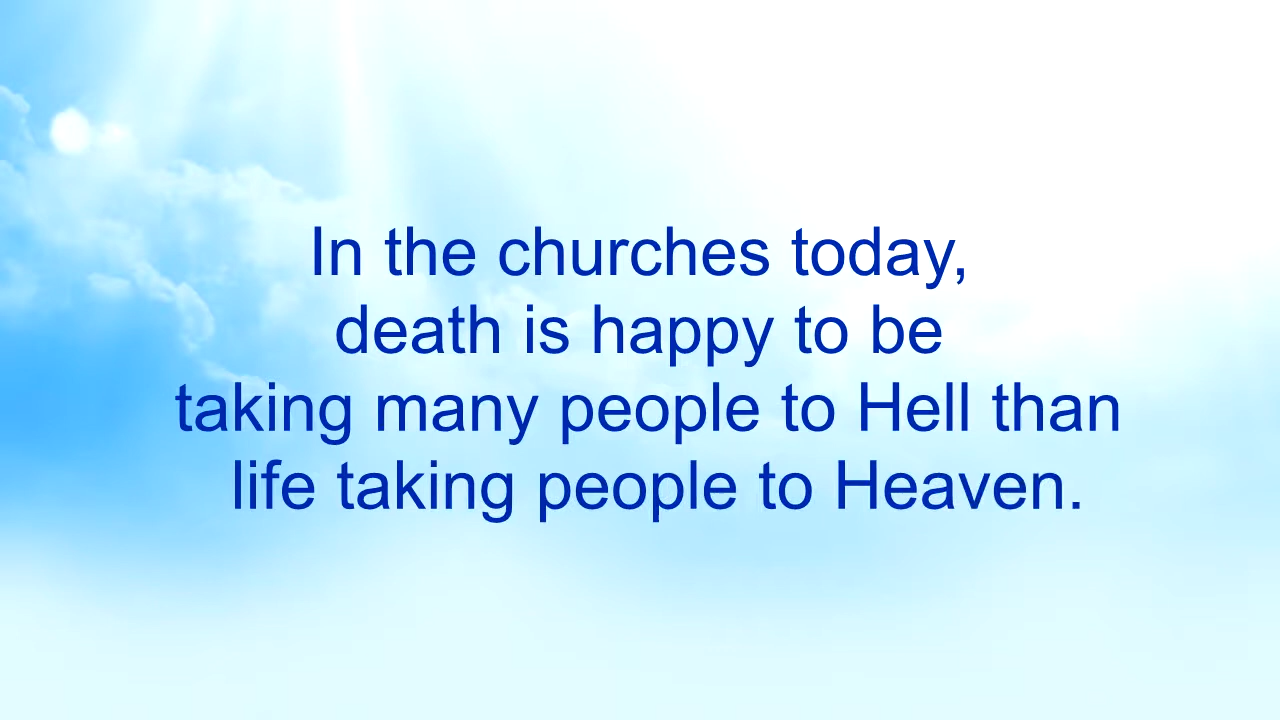 In the churches today,
death is happy to be
taking many people to Hell than
life taking people to Heaven.